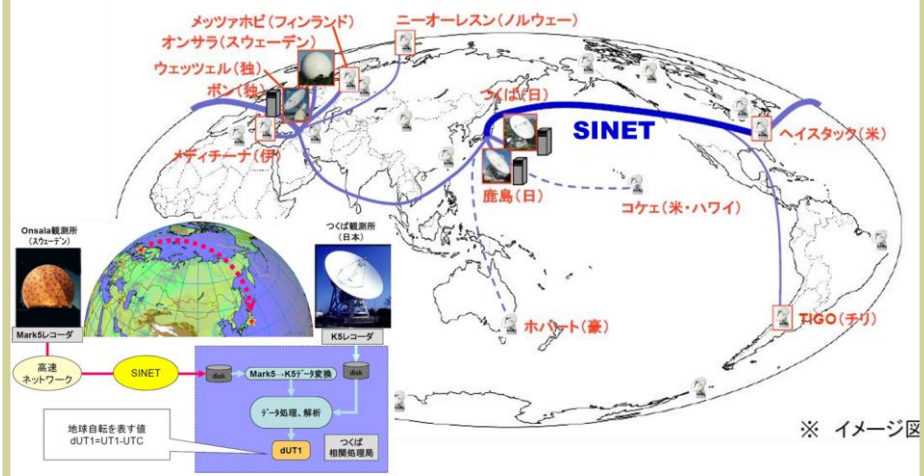 メッツァホビ(フィンランド)
ニーオーレスン(ノルウェー)
オンサラ(スウェーデン)
ウェッツェル(独)
ボン(独)
つくば(日)
SINET
ヘイスタック(米)
メディチーナ(伊)
鹿島(日)
コケェ(米・ハワイ)
Onsala観測所
(スウェーデン)
つくば観測所
(日本)
ホバート(豪)
TIGO(チリ)
Mark5レコーダ
K5レコーダ
高速
ネットワーク
SINET
disk
Mark5→K5データ変換
disk
データ処理、解析
地球自転を表す値
dUT1=UT1-UTC
dUT1
つくば
相関処理局
※ イメージ図